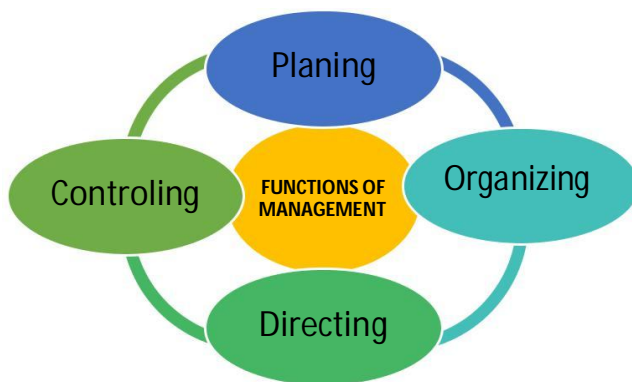 Planing
Controling
FUNCTIONS OF
MANAGEMENT
Organizing
Directing